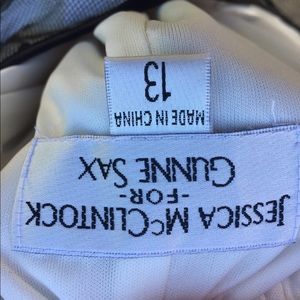 JESSICA McCLINTOCK
-FOR-
GUNNE SAX
MADE IN CHINA
13